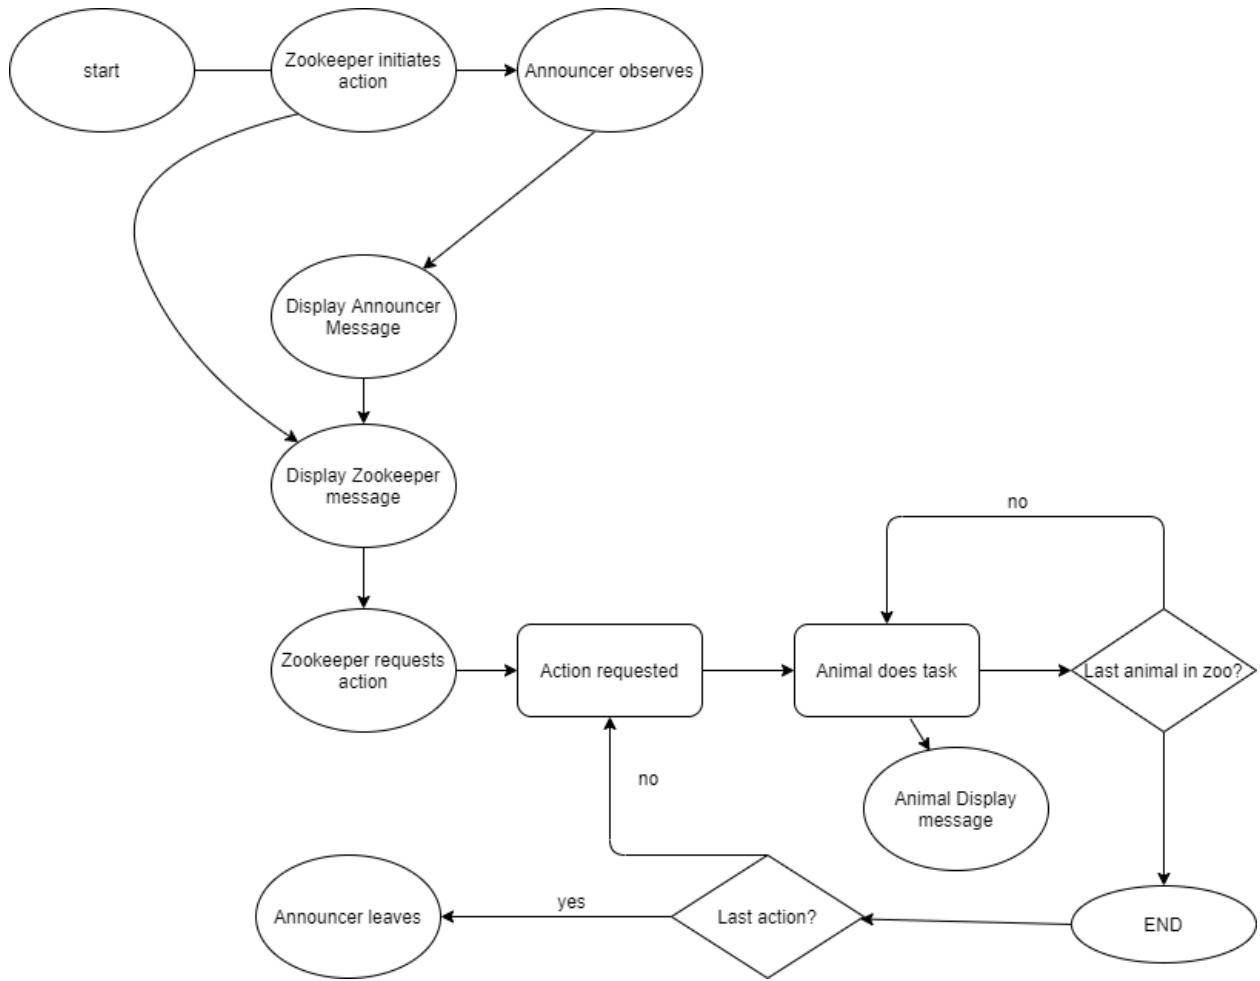 start
Zookeeper initiates
action
Announcer observes
Display Announcer
Message
Display Zookeeper
message
no
Zookeeper requests
action
Action requested
Animal does task
Last animal in zoo?
no
Animal Display
message
Announcer leaves
yes
Last action?
END